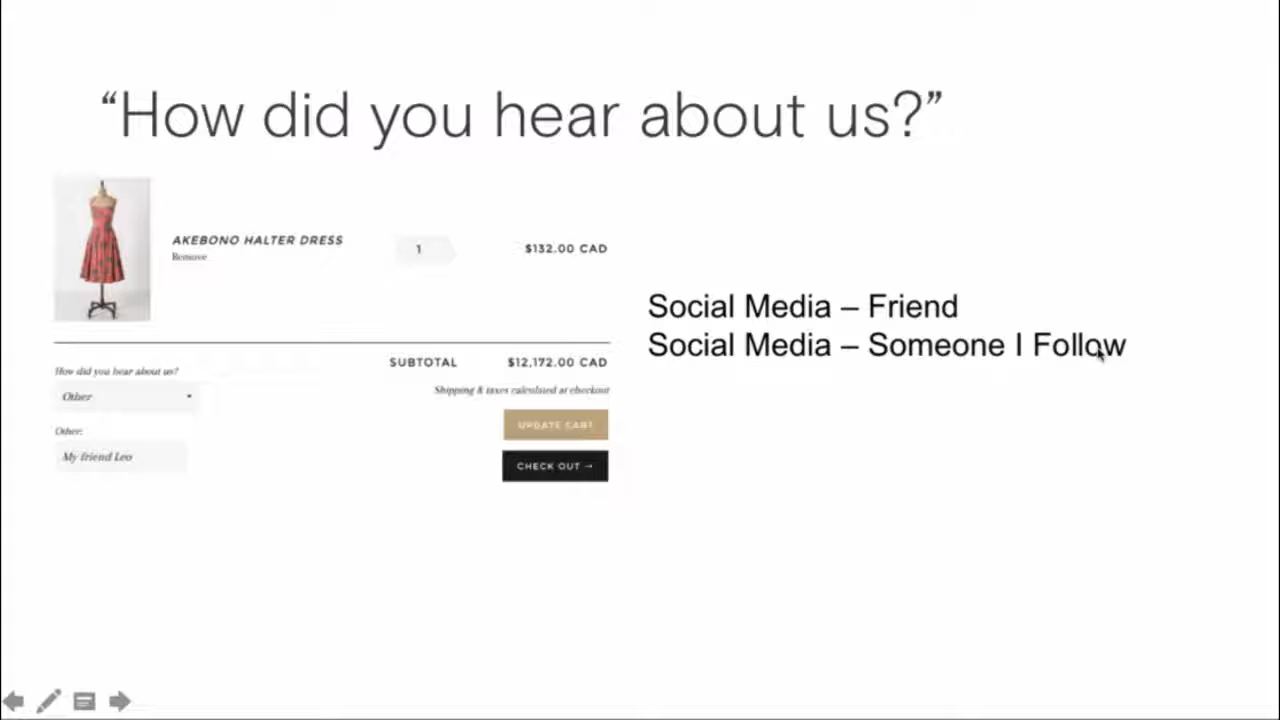 “How did you hear about us?”
AKEBONO HALTER DRESS
Remove
1
$132.00 CAD
Social Media – Friend
Social Media – Someone I Follow
SUBTOTAL $12,172.00 CAD
Shipping & taxes calculated at checkout
How did you hear about us?
Other
Other:
My friend Leo
UPDATE CART
CHECK OUT →